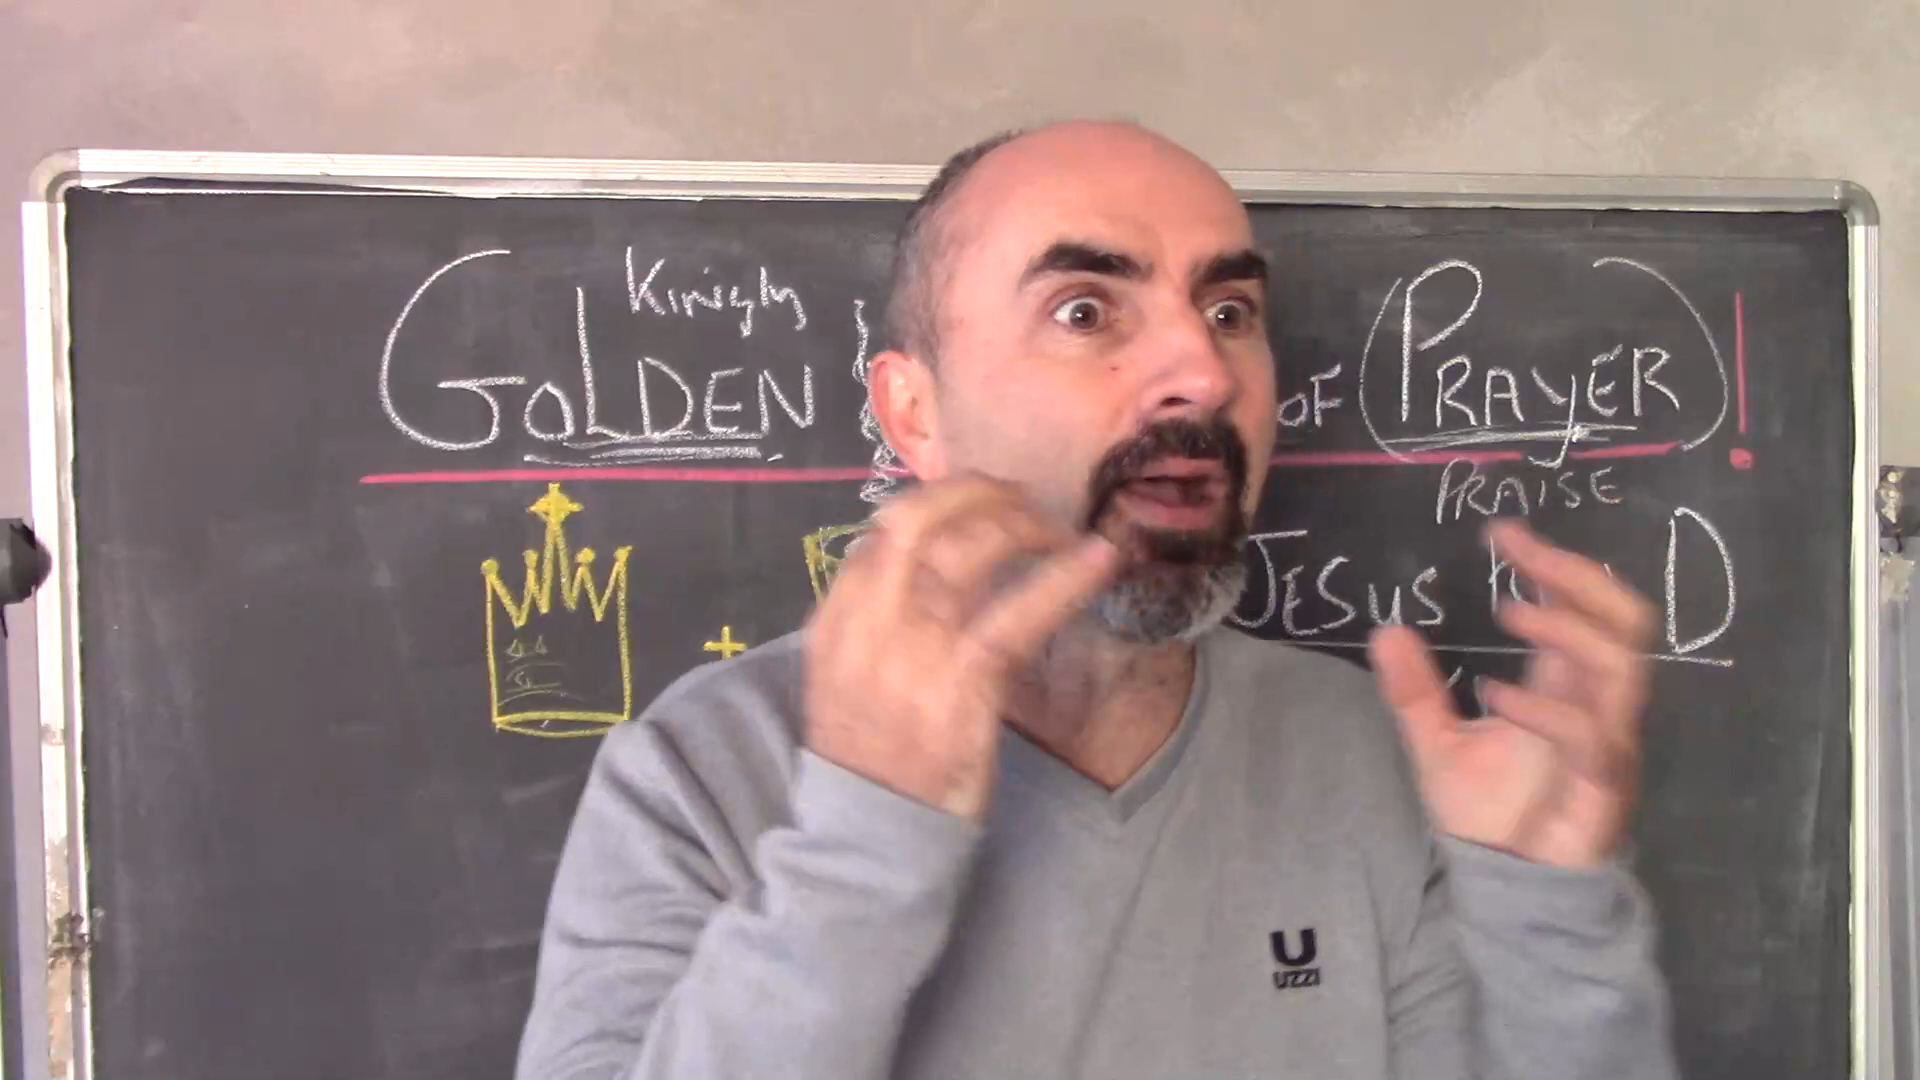 Kingly
GOLDEN OF (PRAYER)!
PRAISE
JESUS D
+
U
UZZI